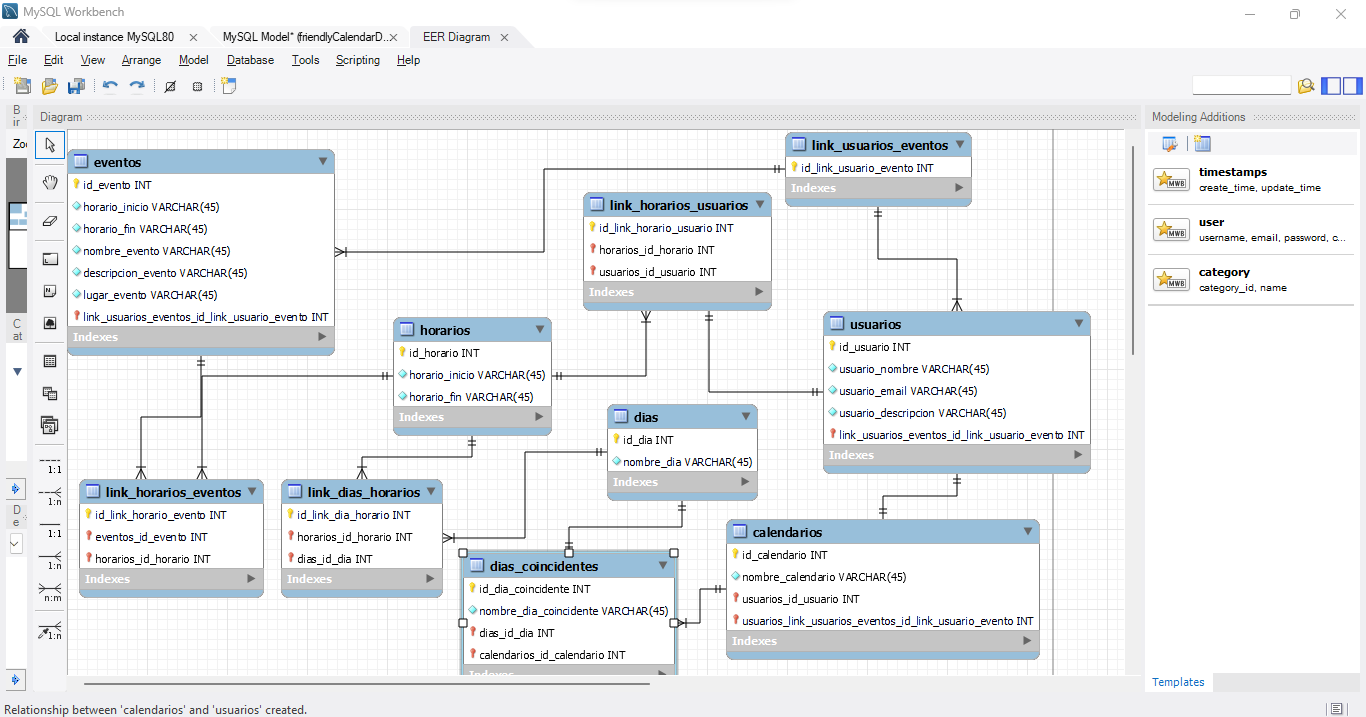 MySQL Workbench
Local instance MySQL80
MySQL Model* (friendlyCalendarD...
EER Diagram
File Edit View Arrange Model Database Tools Scripting Help
B
ir
Diagram
Modeling Additions
Zo
C
at
D
e
1:1
1:n
1:1
1:n
n:m
1:n
eventos
id_evento INT
horario_inicio VARCHAR(45)
horario_fin VARCHAR(45)
nombre_evento VARCHAR(45)
descripcion_evento VARCHAR(45)
lugar_evento VARCHAR(45)
link_usuarios_eventos_id_link_usuario_evento INT
Indexes
link_usuarios_eventos
id_link_usuario_evento INT
Indexes
link_horarios_usuarios
id_link_horario_usuario INT
horarios_id_horario INT
usuarios_id_usuario INT
Indexes
horarios
id_horario INT
horario_inicio VARCHAR(45)
horario_fin VARCHAR(45)
Indexes
usuarios
id_usuario INT
usuario_nombre VARCHAR(45)
usuario_email VARCHAR(45)
usuario_descripcion VARCHAR(45)
link_usuarios_eventos_id_link_usuario_evento INT
Indexes
dias
id_dia INT
nombre_dia VARCHAR(45)
Indexes
link_horarios_eventos
id_link_horario_evento INT
eventos_id_evento INT
horarios_id_horario INT
Indexes
link_dias_horarios
id_link_dia_horario INT
horarios_id_horario INT
dias_id_dia INT
Indexes
dias_coincidentes
id_dia_coincidente INT
nombre_dia_coincidente VARCHAR(45)
dias_id_dia INT
calendarios_id_calendario INT
Indexes
calendarios
id_calendario INT
nombre_calendario VARCHAR(45)
usuarios_id_usuario INT
usuarios_link_usuarios_eventos_id_link_usuario_evento INT
Indexes
timestamps
create_time, update_time
user
username, email, password, c...
category
category_id, name
Templates
Relationship between 'calendarios' and 'usuarios' created.